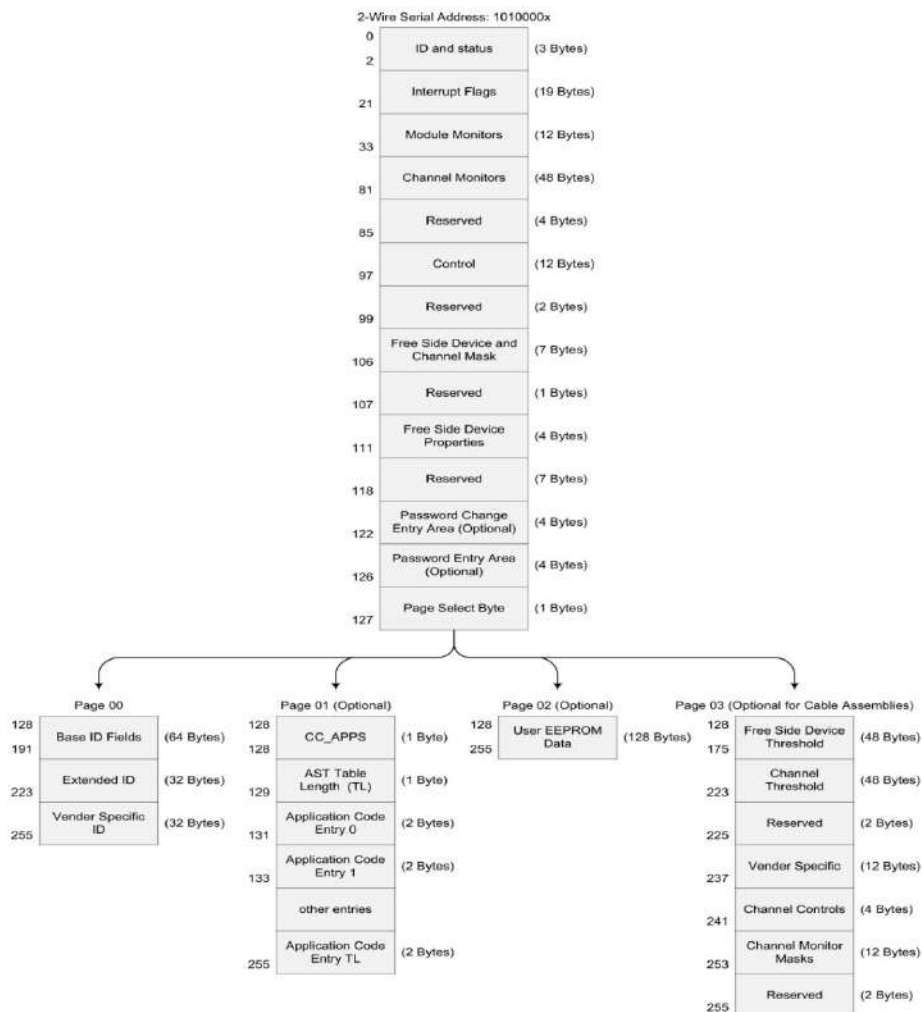 2-Wire Serial Address: 1010000x
0
ID and status
(3 Bytes)
2
Interrupt Flags
(19 Bytes)
21
Module Monitors
(12 Bytes)
33
Channel Monitors
(48 Bytes)
81
Reserved
(4 Bytes)
85
Control
(12 Bytes)
97
Reserved
(2 Bytes)
99
Free Side Device and
Channel Mask
(7 Bytes)
106
Reserved
(1 Bytes)
107
Free Side Device
Properties
(4 Bytes)
111
Reserved
(7 Bytes)
118
Password Change
Entry Area (Optional)
(4 Bytes)
122
Password Entry Area
(Optional)
(4 Bytes)
126
Page Select Byte
(1 Bytes)
127
Page 00
128
Base ID Fields
(64 Bytes)
191
Extended ID
(32 Bytes)
223
Vender Specific
ID
(32 Bytes)
255
Page 01 (Optional)
128
CC_APPS
(1 Byte)
128
AST Table
Length (TL)
(1 Byte)
129
Application Code
Entry 0
(2 Bytes)
131
Application Code
Entry 1
(2 Bytes)
133
other entries
Application Code
Entry TL
(2 Bytes)
255
Page 02 (Optional)
128
User EEPROM
Data
(128 Bytes)
255
Page 03 (Optional for Cable Assemblies)
128
Free Side Device
Threshold
(48 Bytes)
175
Channel
Threshold
(48 Bytes)
223
Reserved
(2 Bytes)
225
Vender Specific
(12 Bytes)
237
Channel Controls
(4 Bytes)
241
Channel Monitor
Masks
(12 Bytes)
253
Reserved
(2 Bytes)
255